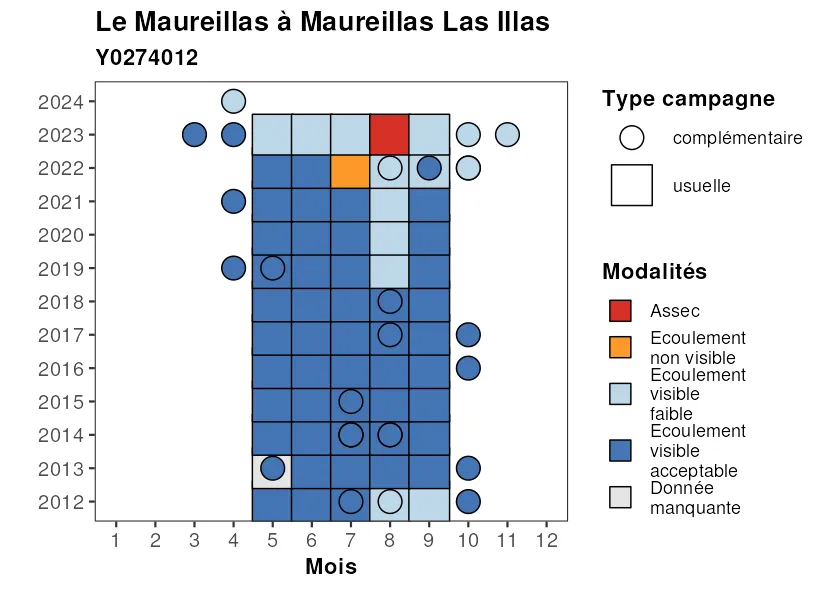 Le Maureillas à Maureillas Las Illas
Y0274012
2024
2023
2022
2021
2020
2019
2018
2017
2016
2015
2014
2013
2012
1 2 3 4 5 6 7 8 9 10 11 12
Mois
Type campagne
complémentaire
usuelle
Modalités
Assec
Ecoulement
non visible
Ecoulement
visible
faible
Ecoulement
visible
acceptable
Donnée
manquante